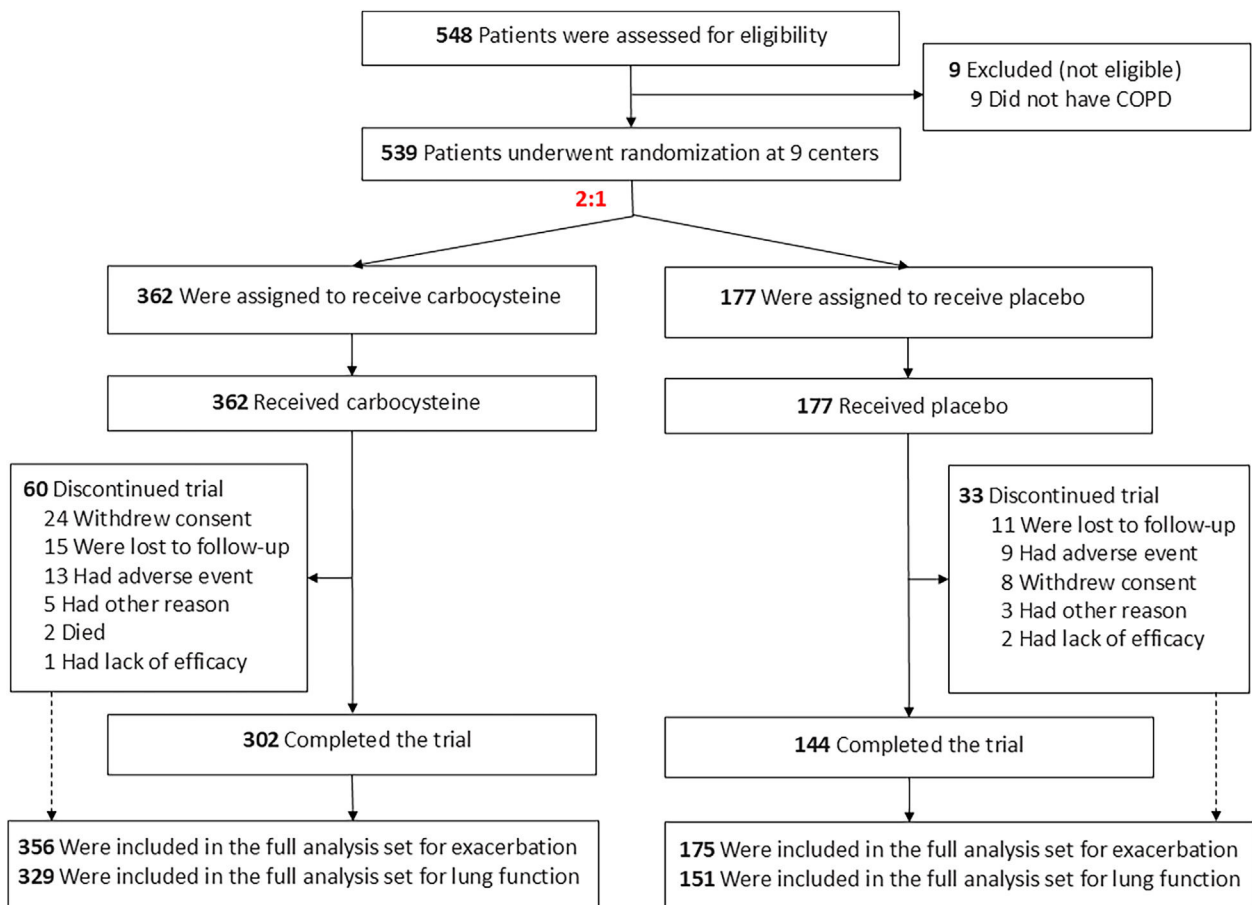 548 Patients were assessed for eligibility
9 Excluded (not eligible)
9 Did not have COPD
539 Patients underwent randomization at 9 centers
2:1
362 Were assigned to receive carbocysteine
177 Were assigned to receive placebo
362 Received carbocysteine
177 Received placebo
60 Discontinued trial
24 Withdrew consent
15 Were lost to follow-up
13 Had adverse event
5 Had other reason
2 Died
1 Had lack of efficacy
33 Discontinued trial
11 Were lost to follow-up
9 Had adverse event
8 Withdrew consent
3 Had other reason
2 Had lack of efficacy
302 Completed the trial
144 Completed the trial
356 Were included in the full analysis set for exacerbation
329 Were included in the full analysis set for lung function
175 Were included in the full analysis set for exacerbation
151 Were included in the full analysis set for lung function